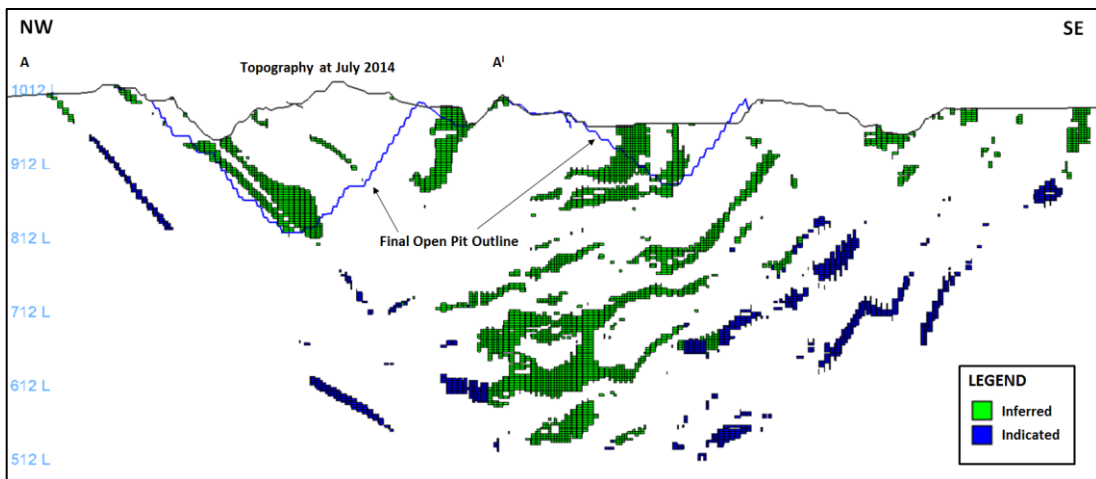 NW
SE
A
Topography at July 2014
Aᴵ
1012 L
912 L
812 L
Final Open Pit Outline
712 L
612 L
512 L
LEGEND
Inferred
Indicated